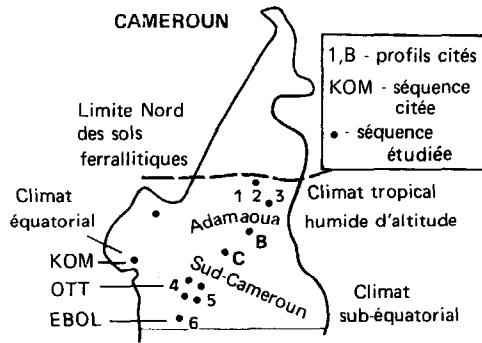 CAMEROUN
1,B - profils cités
KOM - séquence
citée
• - séquence
étudiée
Limite Nord
des sols
ferrallitiques
Climat
équatorial
1 2 3
Climat tropical
humide d'altitude
Adamaoua
B
C
Sud-Cameroun
KOM
OTT
4
5
EBOL
6
Climat
sub-équatorial